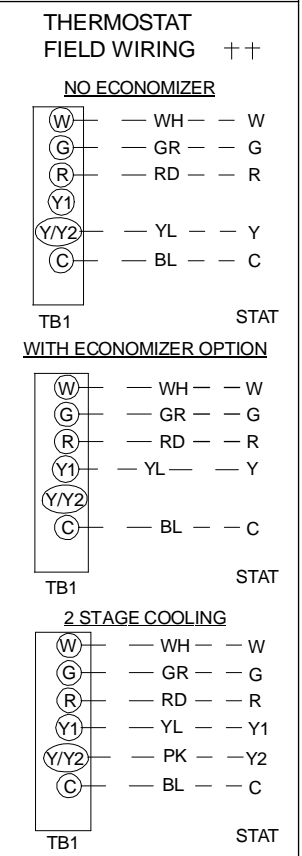 THERMOSTAT
FIELD WIRING ++
NO ECONOMIZER
W WH W
G GR G
R RD R
Y1
Y/Y2 YL Y
C BL C
TB1 STAT
WITH ECONOMIZER OPTION
W WH W
G GR G
R RD R
Y1 YL Y
Y/Y2
C BL C
TB1 STAT
2 STAGE COOLING
W WH W
G GR G
R RD R
Y1 YL Y1
Y/Y2 PK Y2
C BL C
TB1 STAT